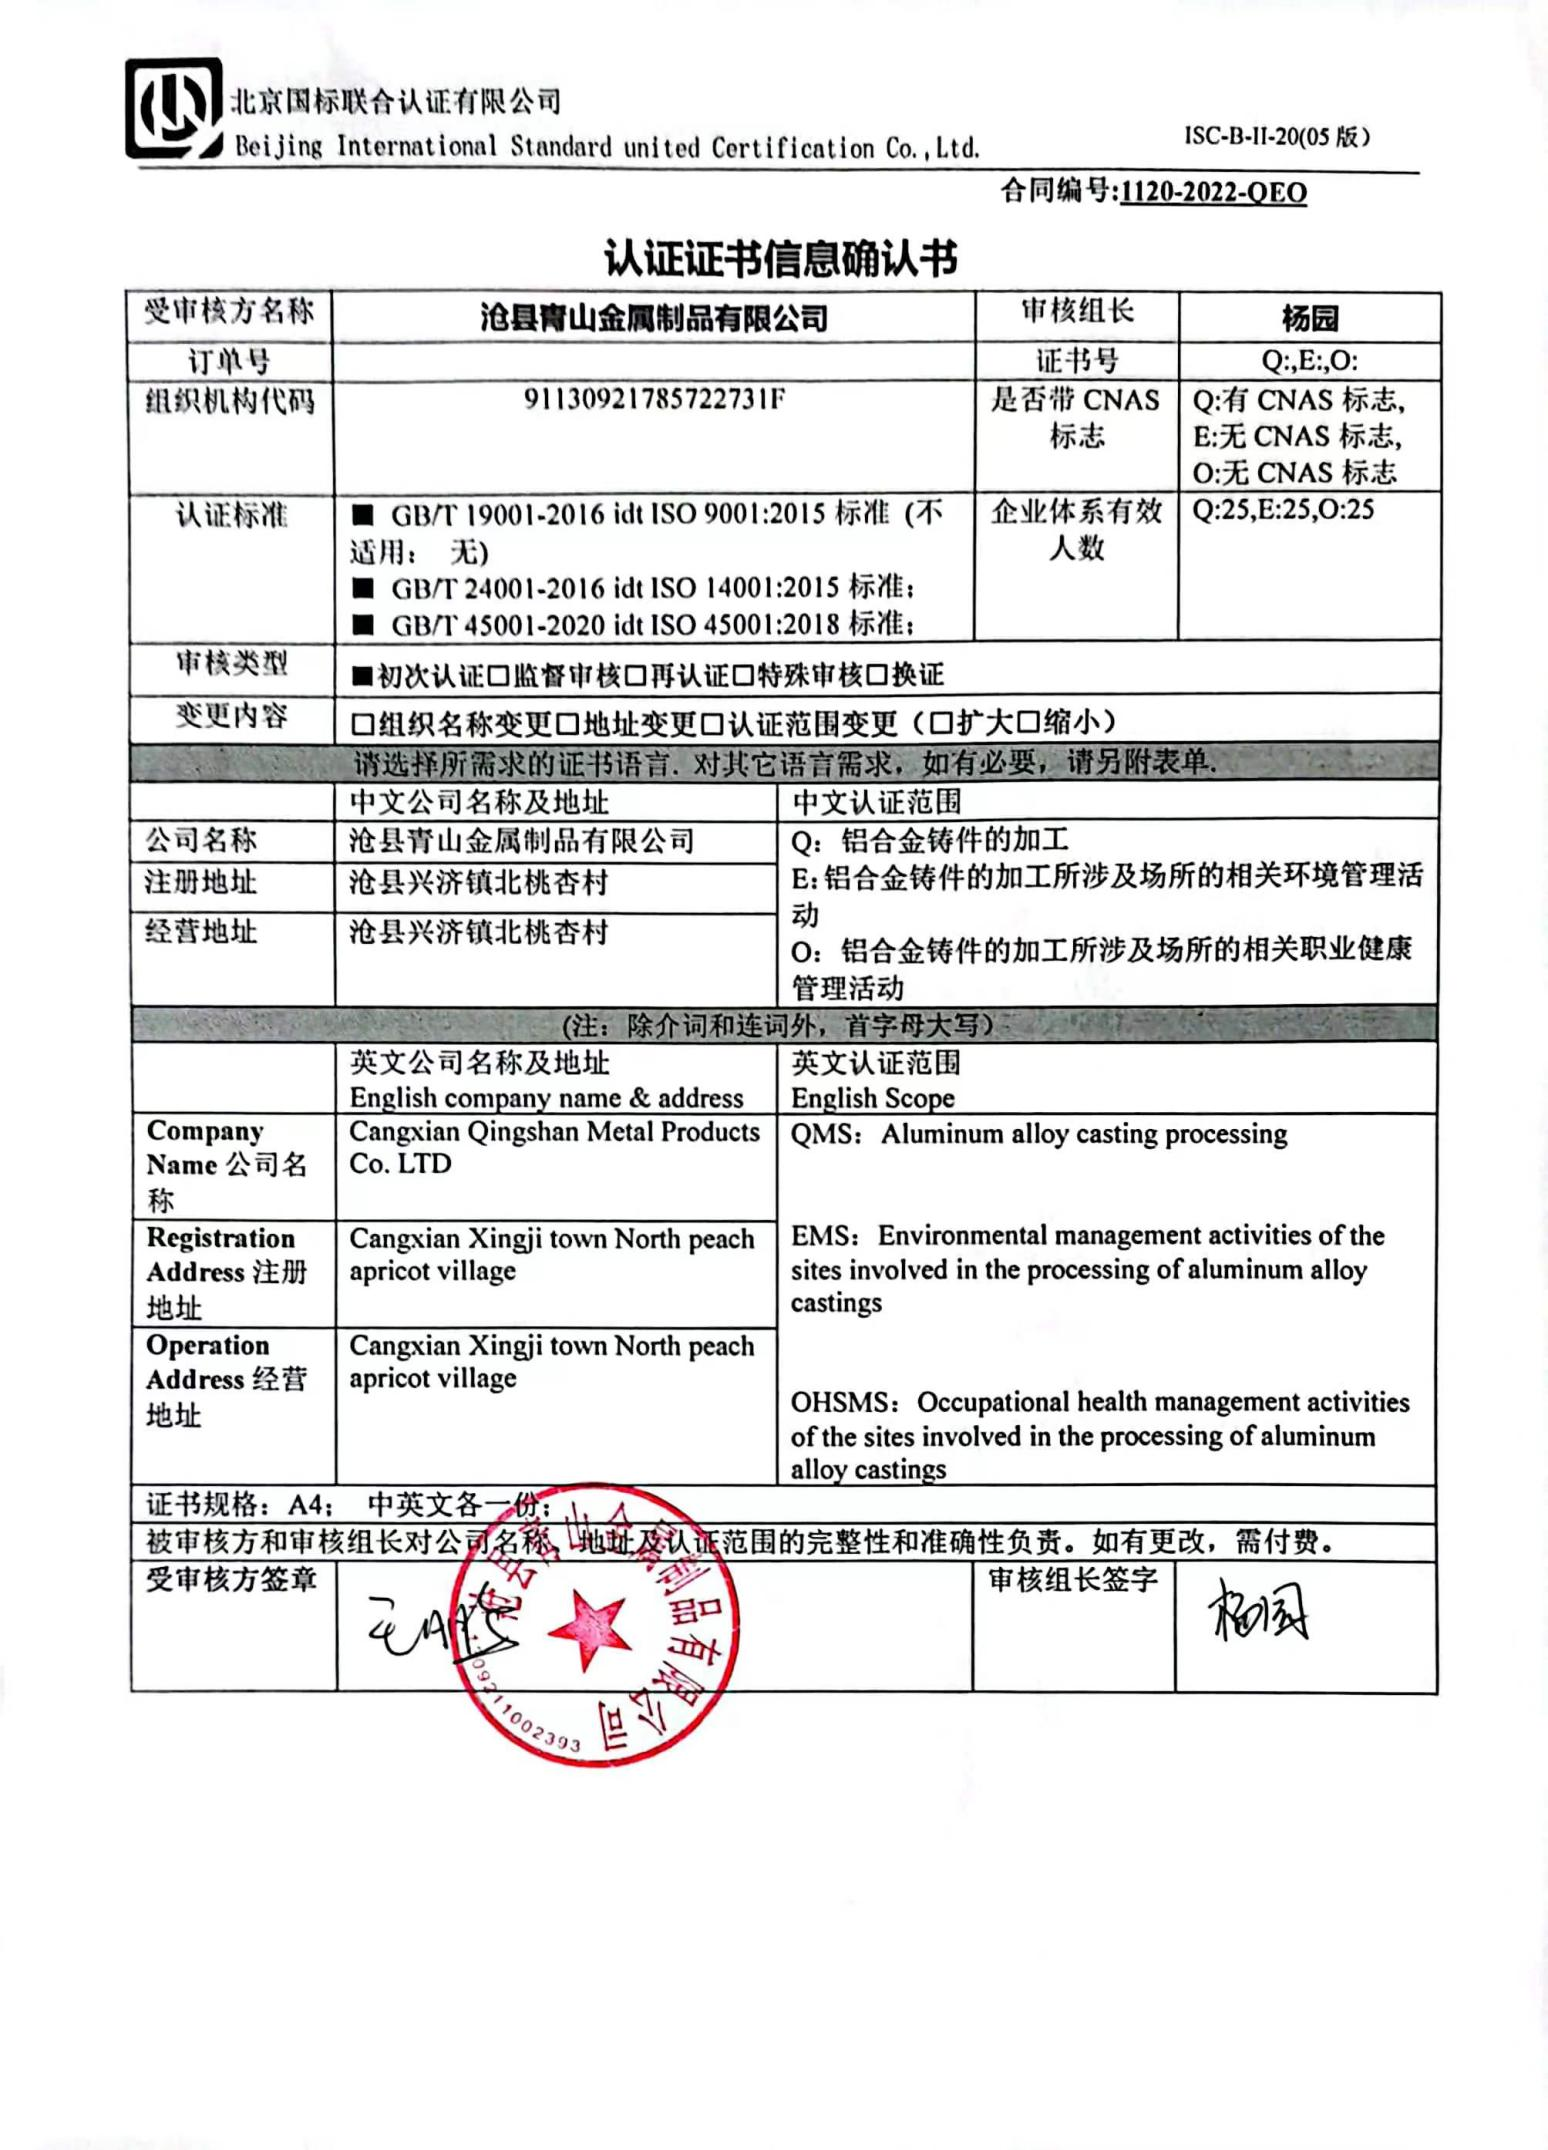 北京国标联合认证有限公司
Beijing International Standard united Certification Co.,Ltd.
ISC-B-II-20(05 版)
合同编号:1120-2022-QEO
认证证书信息确认书
受审核方名称 沧县青山金属制品有限公司 审核组长 杨园
订单号 证书号 Q:,E:,O:
组织机构代码 91130921785722731F 是否带 CNAS
标志
Q:有 CNAS 标志,
E:无 CNAS 标志,
O:无 CNAS 标志
认证标准
■ GB/T 19001-2016 idt ISO 9001:2015 标准 (不
适用: 无)
■ GB/T 24001-2016 idt ISO 14001:2015 标准;
■ GB/T 45001-2020 idt ISO 45001:2018 标准;
企业体系有效
人数
Q:25,E:25,O:25
审核类型 ■初次认证□监督审核□再认证□特殊审核□换证
变更内容 □组织名称变更□地址变更□认证范围变更（□扩大□缩小）
请选择所需求的证书语言. 对其它语言需求, 如有必要, 请另附表单.
中文公司名称及地址 中文认证范围
公司名称 沧县青山金属制品有限公司
注册地址 沧县兴济镇北桃杏村
经营地址 沧县兴济镇北桃杏村
Q: 铝合金铸件的加工
E: 铝合金铸件的加工所涉及场所的相关环境管理活
动
O: 铝合金铸件的加工所涉及场所的相关职业健康
管理活动
(注: 除介词和连词外, 首字母大写)
英文公司名称及地址
English company name & address
英文认证范围
English Scope
Company
Name 公司名
称
Cangxian Qingshan Metal Products
Co. LTD
Registration
Address 注册
地址
Cangxian Xingji town North peach
apricot village
Operation
Address 经营
地址
Cangxian Xingji town North peach
apricot village
QMS: Aluminum alloy casting processing
EMS: Environmental management activities of the
sites involved in the processing of aluminum alloy
castings
OHSMS: Occupational health management activities
of the sites involved in the processing of aluminum
alloy castings
证书规格: A4; 中英文各一份;
被审核方和审核组长对公司名称、地址及认证范围的完整性和准确性负责。如有更改, 需付费。
受审核方签章
审核组长签字 杨园
沧县青山金属制品有限公司
09211002393